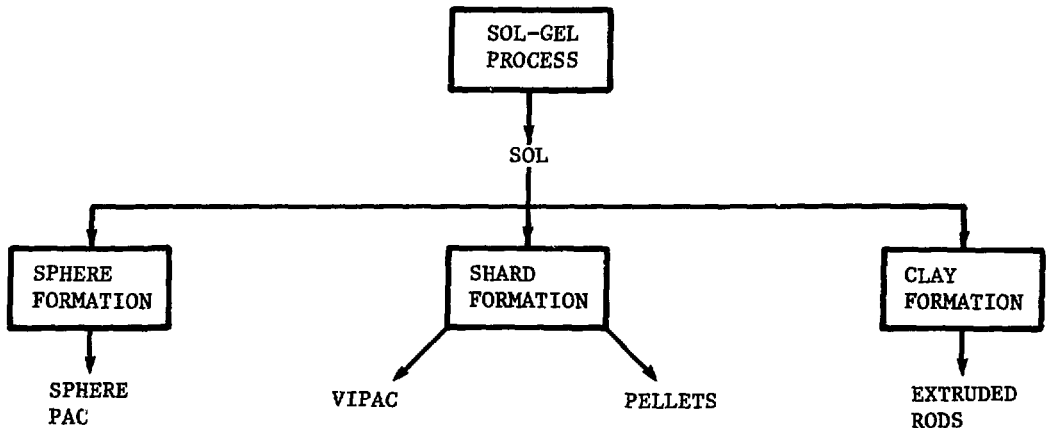 SOL-GEL
PROCESS
SOL
SPHERE
FORMATION
SHARD
FORMATION
CLAY
FORMATION
SPHERE
PAC
VIPAC
PELLETS
EXTRUDED
RODS